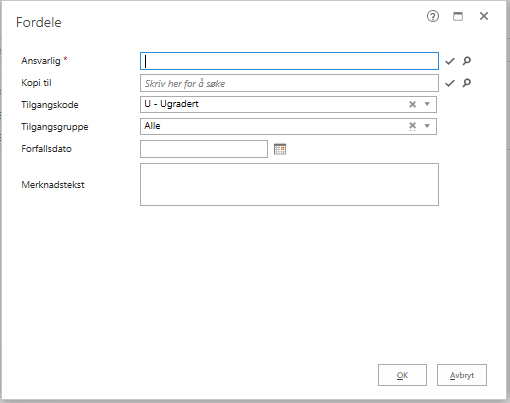 Fordele
Ansvarlig *
Kopi til Skriv her for å søke
Tilgangskode U - Ugradert
Tilgangsgruppe Alle
Forfallsdato
Merknadstekst
OK Avbryt